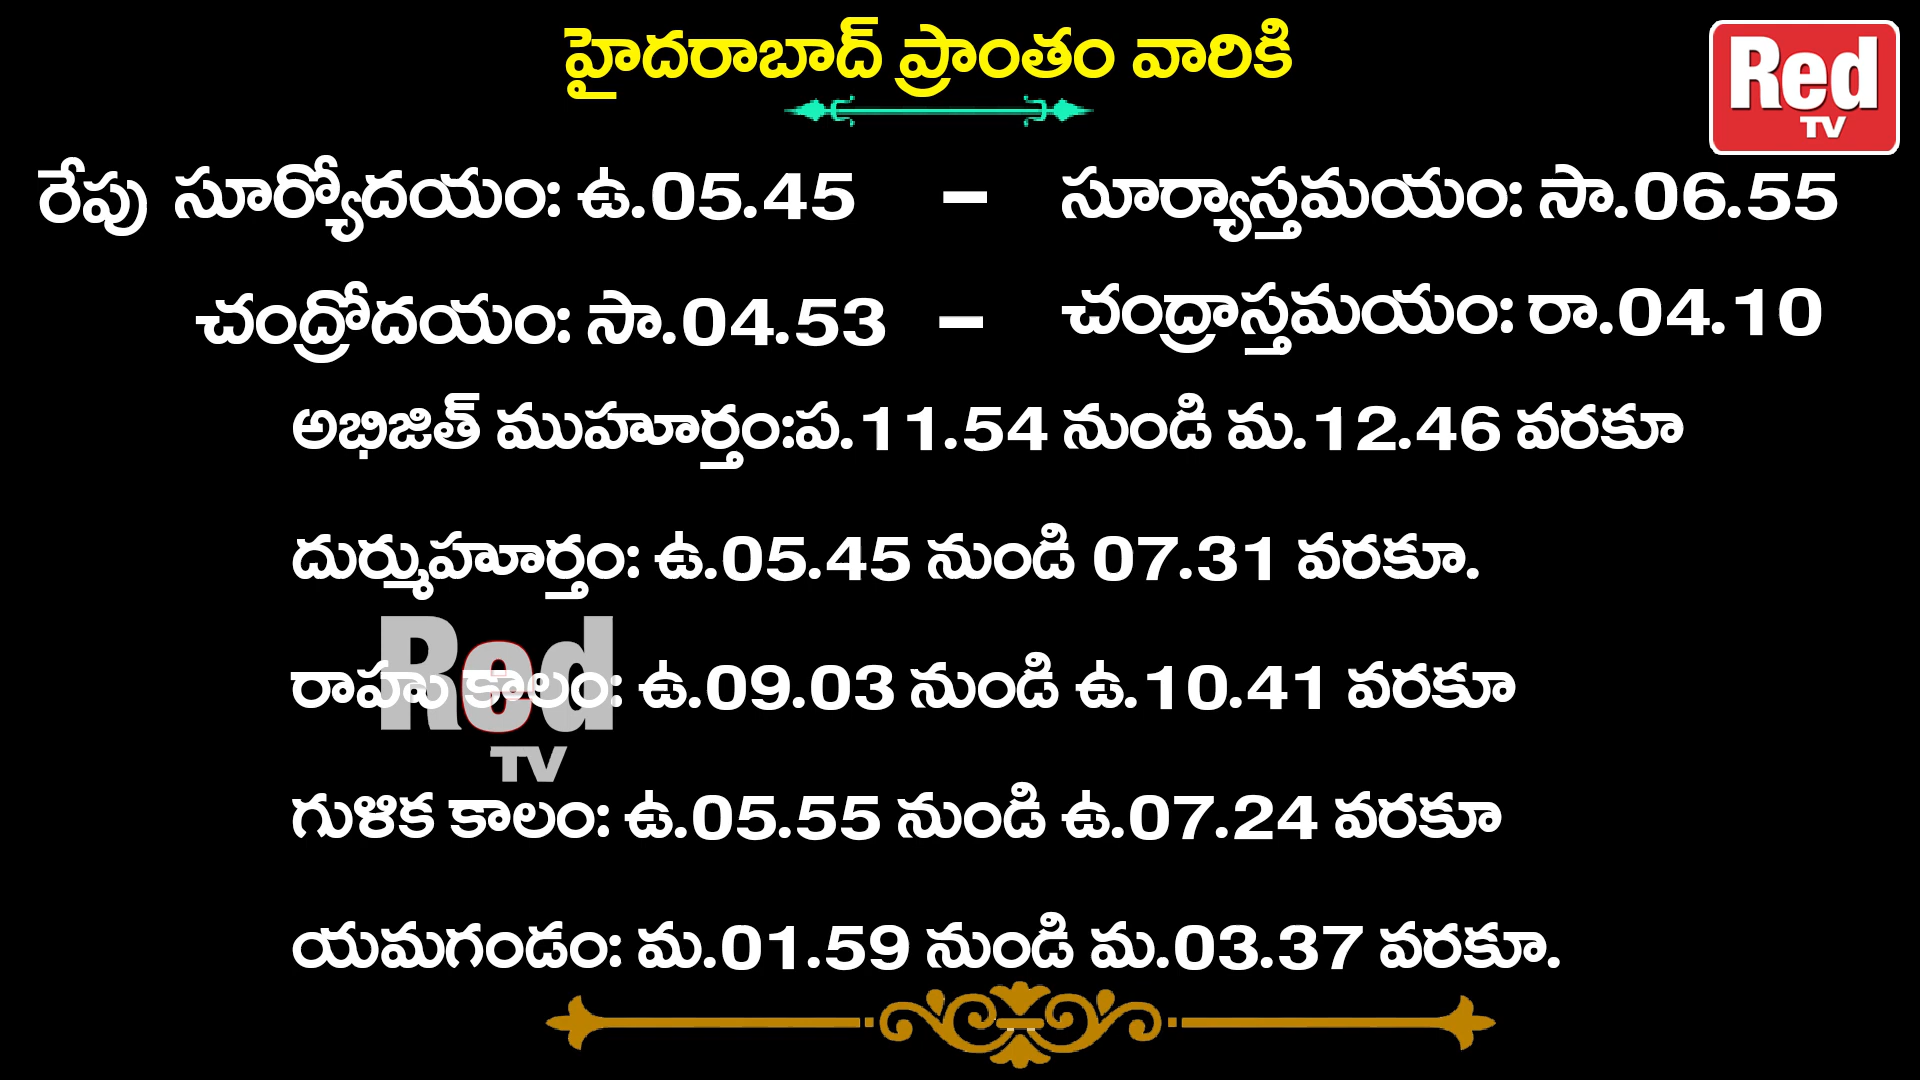 హైదరాబాద్ ప్రాంతం వారికి
Red
TV
రేపు సూర్యోదయం: ఉ.05.45 – సూర్యాస్తమయం: సా.06.55
చంద్రోదయం: సా.04.53 – చంద్రాస్తమయం: రా.04.10
అభిజిత్ ముహూర్తం:ప.11.54 నుండి మ.12.46 వరకూ
దుర్ముహూర్తం: ఉ.05.45 నుండి 07.31 వరకూ.
రాహు కాలం: ఉ.09.03 నుండి ఉ.10.41 వరకూ
Red
TV
గుళిక కాలం: ఉ.05.55 నుండి ఉ.07.24 వరకూ
యమగండం: మ.01.59 నుండి మ.03.37 వరకూ.